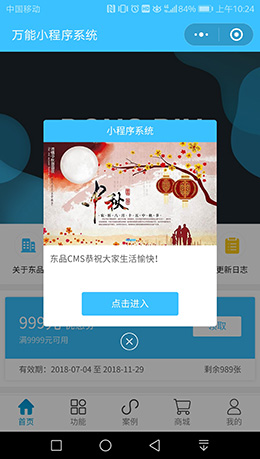 中国移动
84% 上午10:24
万能小程序系统
小程序系统
中秋
东品CMS恭祝大家生活愉快!
点击进入
关于东品
更新日志
9999
优惠券
领取
满9999元可用
有效期: 2018-07-04 至 2018-11-29
剩余989张
首页
功能
案例
商城
我的